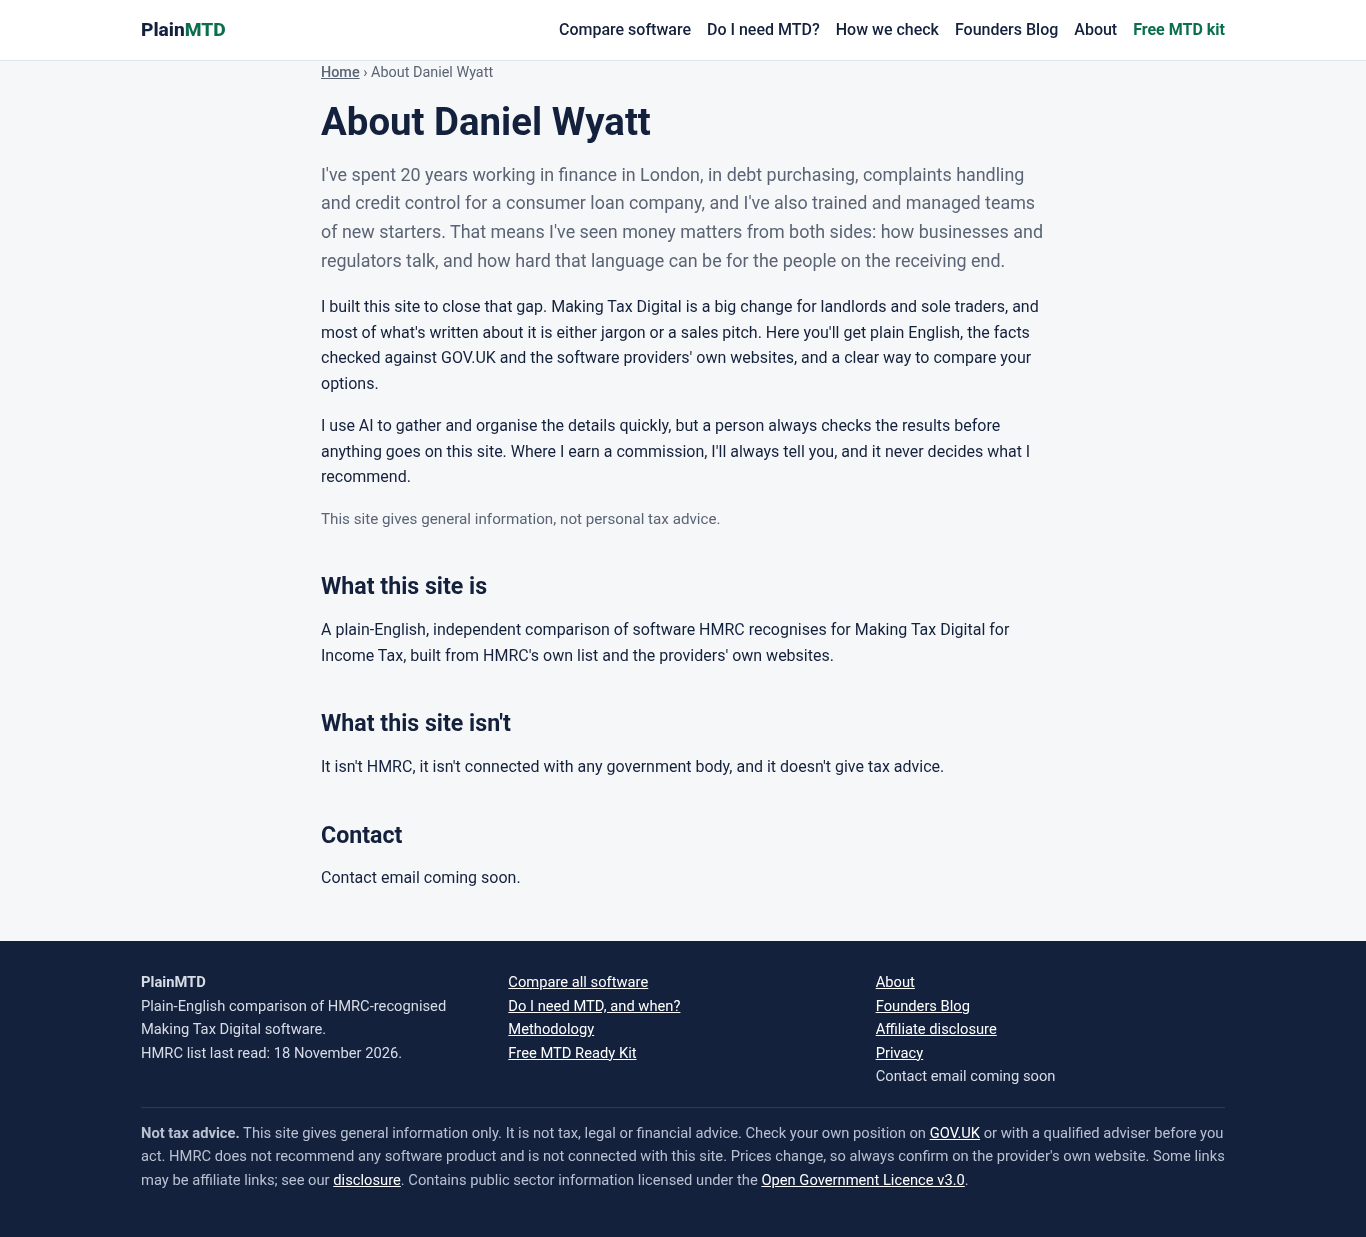 PlainMTD
Compare software Do I need MTD? How we check Founders Blog About Free MTD kit
Home › About Daniel Wyatt
About Daniel Wyatt
I've spent 20 years working in finance in London, in debt purchasing, complaints handling
and credit control for a consumer loan company, and I've also trained and managed teams
of new starters. That means I've seen money matters from both sides: how businesses and
regulators talk, and how hard that language can be for the people on the receiving end.
I built this site to close that gap. Making Tax Digital is a big change for landlords and sole traders, and
most of what's written about it is either jargon or a sales pitch. Here you'll get plain English, the facts
checked against GOV.UK and the software providers' own websites, and a clear way to compare your
options.
I use AI to gather and organise the details quickly, but a person always checks the results before
anything goes on this site. Where I earn a commission, I'll always tell you, and it never decides what I
recommend.
This site gives general information, not personal tax advice.
What this site is
A plain-English, independent comparison of software HMRC recognises for Making Tax Digital for
Income Tax, built from HMRC's own list and the providers' own websites.
What this site isn't
It isn't HMRC, it isn't connected with any government body, and it doesn't give tax advice.
Contact
Contact email coming soon.
PlainMTD
Plain-English comparison of HMRC-recognised
Making Tax Digital software.
HMRC list last read: 18 November 2026.
Compare all software
Do I need MTD, and when?
Methodology
Free MTD Ready Kit
About
Founders Blog
Affiliate disclosure
Privacy
Contact email coming soon
Not tax advice. This site gives general information only. It is not tax, legal or financial advice. Check your own position on GOV.UK or with a qualified adviser before you
act. HMRC does not recommend any software product and is not connected with this site. Prices change, so always confirm on the provider's own website. Some links
may be affiliate links; see our disclosure. Contains public sector information licensed under the Open Government Licence v3.0.